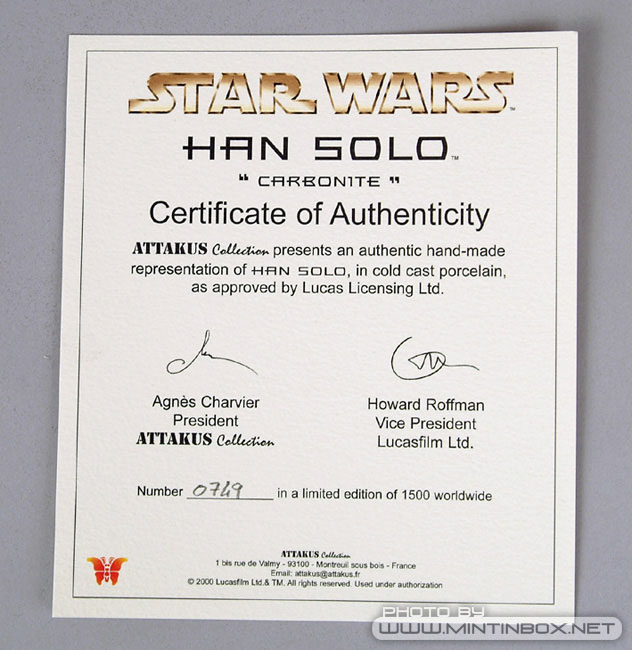 STAR WARS™
HAN SOLO™
" CARBONITE "
Certificate of Authenticity
ATTAKUS Collection presents an authentic hand-made
representation of HAN SOLO, in cold cast porcelain,
as approved by Lucas Licensing Ltd.
Agnès Charvier
President
ATTAKUS Collection
Howard Roffman
Vice President
Lucasfilm Ltd.
Number 0749 in a limited edition of 1500 worldwide
ATTAKUS Collection
1 bis rue de Valmy - 93100 - Montreuil sous bois - France
Email: attakus@attakus.fr
© 2000 Lucasfilm Ltd.& TM. All rights reserved. Used under authorization
PHOTO BY
WWW.MINTINBOX.NET